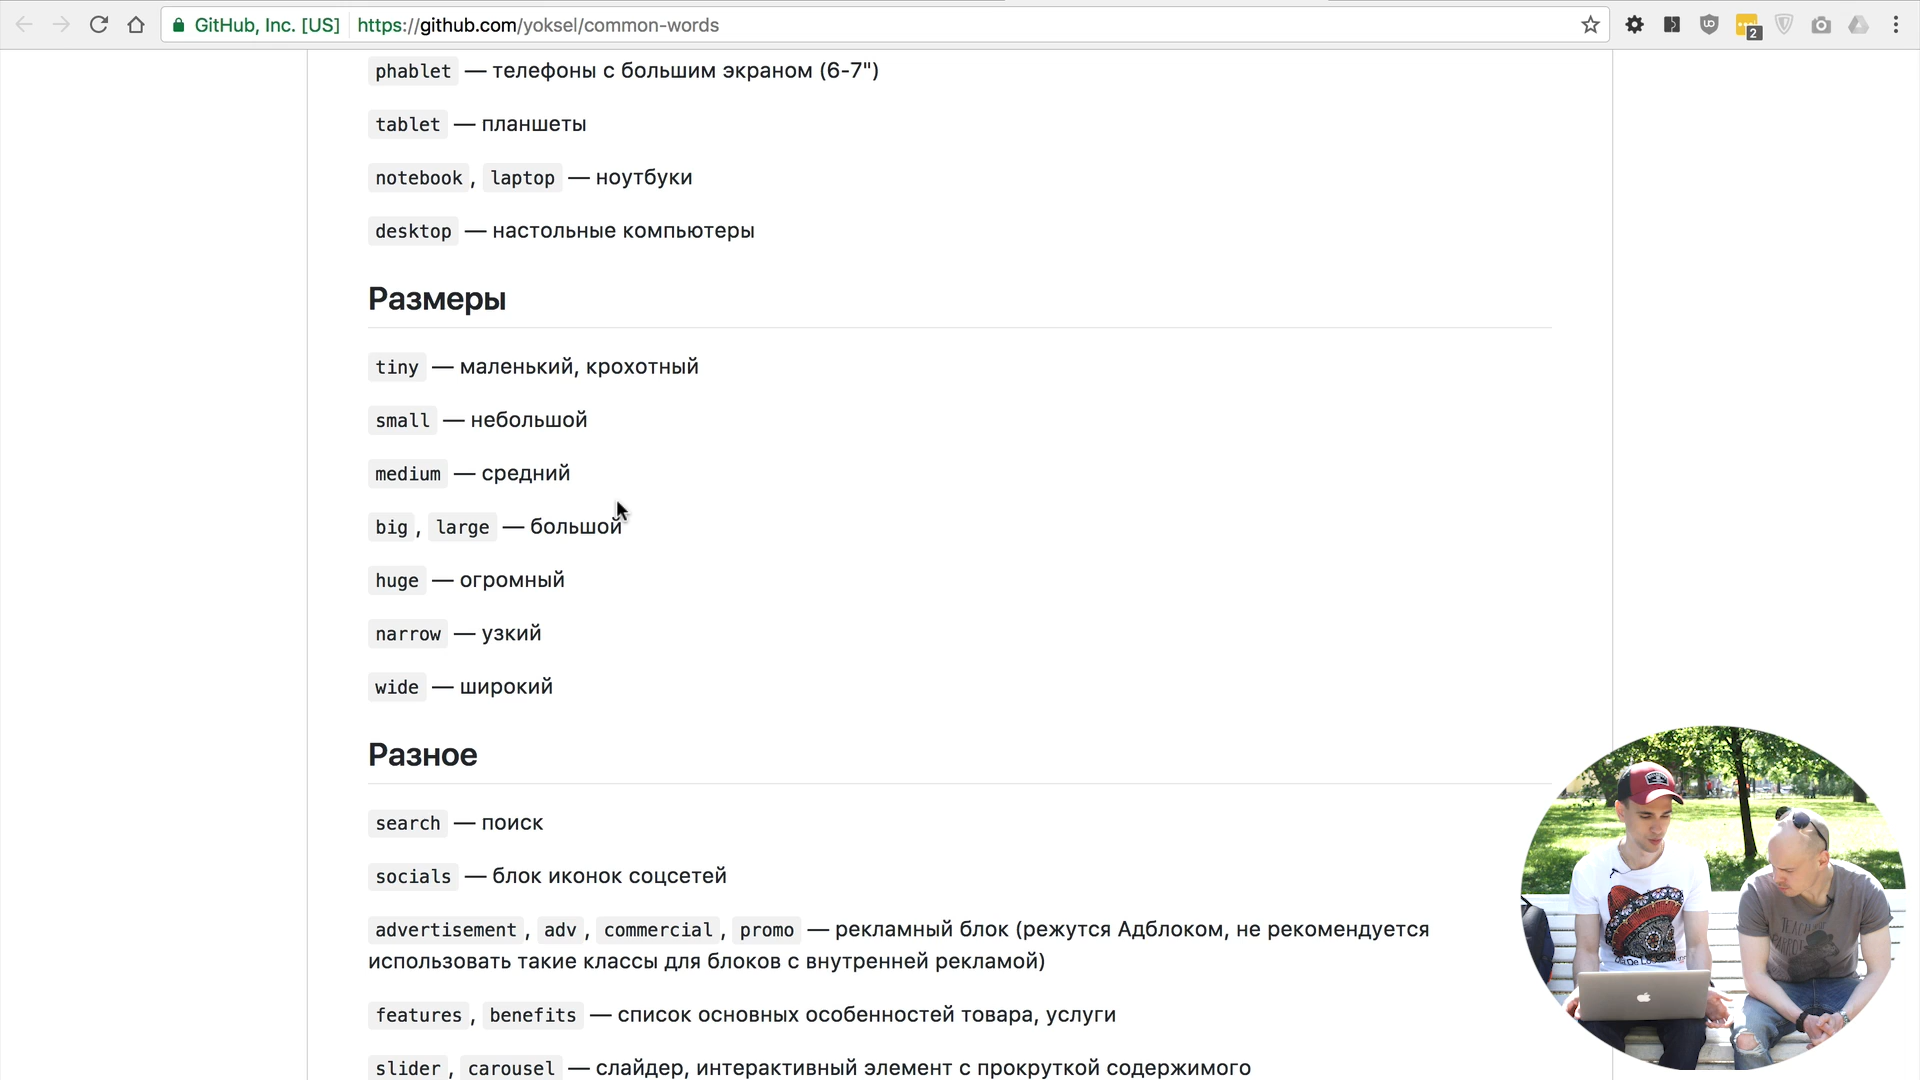 GitHub, Inc. [US] https://github.com/yoksel/common-words
2
phablet — телефоны с большим экраном (6-7")
tablet — планшеты
notebook, laptop — ноутбуки
desktop — настольные компьютеры
Размеры
tiny — маленький, крохотный
small — небольшой
medium — средний
big, large — большой
huge — огромный
narrow — узкий
wide — широкий
Разное
search — поиск
socials — блок иконок соцсетей
advertisement, adv, commercial, promo — рекламный блок (режутся Адблоком, не рекомендуется
использовать такие классы для блоков с внутренней рекламой)
features, benefits — список основных особенностей товара, услуги
slider, carousel — слайдер, интерактивный элемент с прокруткой содержимого